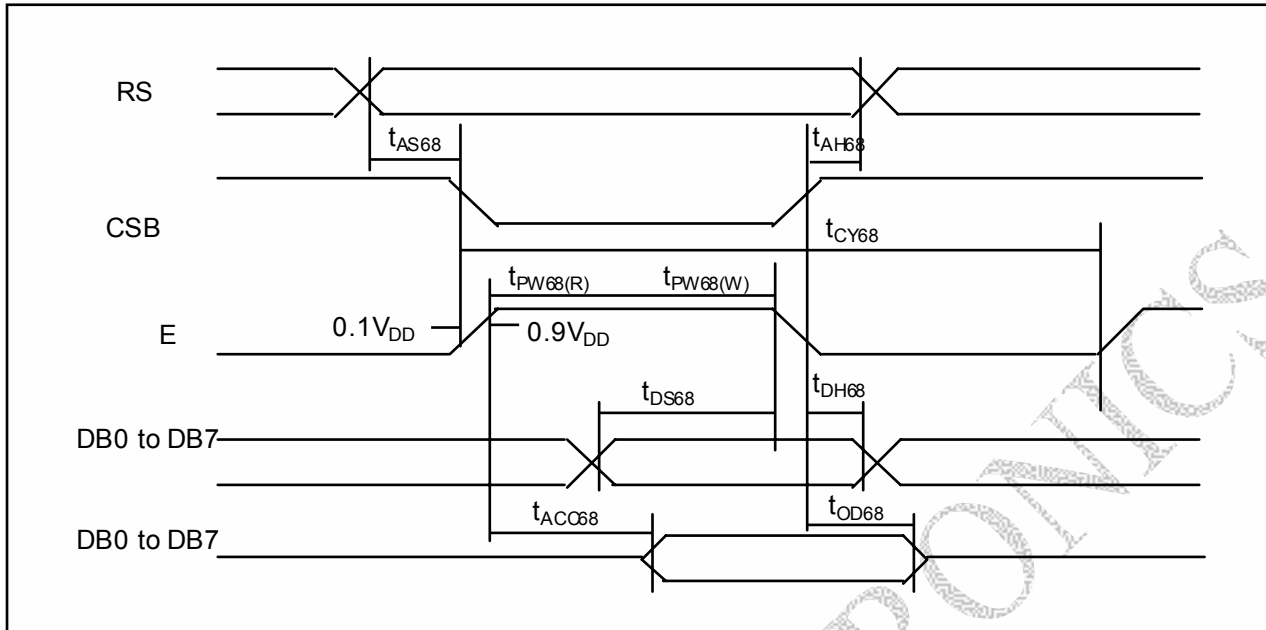 RS
tAS68
tAH68
CSB
tCY68
tPW68(R)
tPW68(W)
E
0.1VDD
0.9VDD
tDS68
tDH68
DB0 to DB7
tACC68
tOD68
DB0 to DB7
PONICS